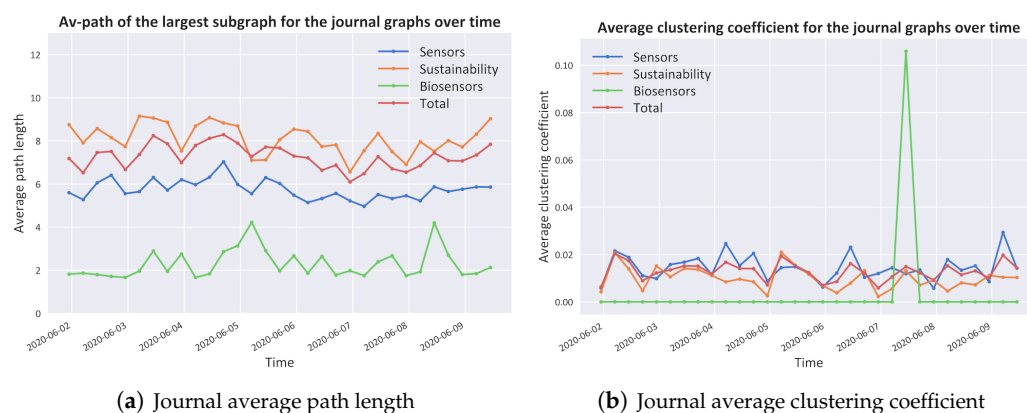 Av-path of the largest subgraph for the journal graphs over time
Average path length
12
10
8
6
4
2
0
Sensors
Sustainability
Biosensors
Total
2020-06-02
2020-06-03
2020-06-04
2020-06-05
2020-06-06
2020-06-07
2020-06-08
2020-06-09
Time
(a) Journal average path length
Average clustering coefficient for the journal graphs over time
Average clustering coefficient
0.10
0.08
0.06
0.04
0.02
0.00
Sensors
Sustainability
Biosensors
Total
2020-06-02
2020-06-03
2020-06-04
2020-06-05
2020-06-06
2020-06-07
2020-06-08
2020-06-09
Time
(b) Journal average clustering coefficient